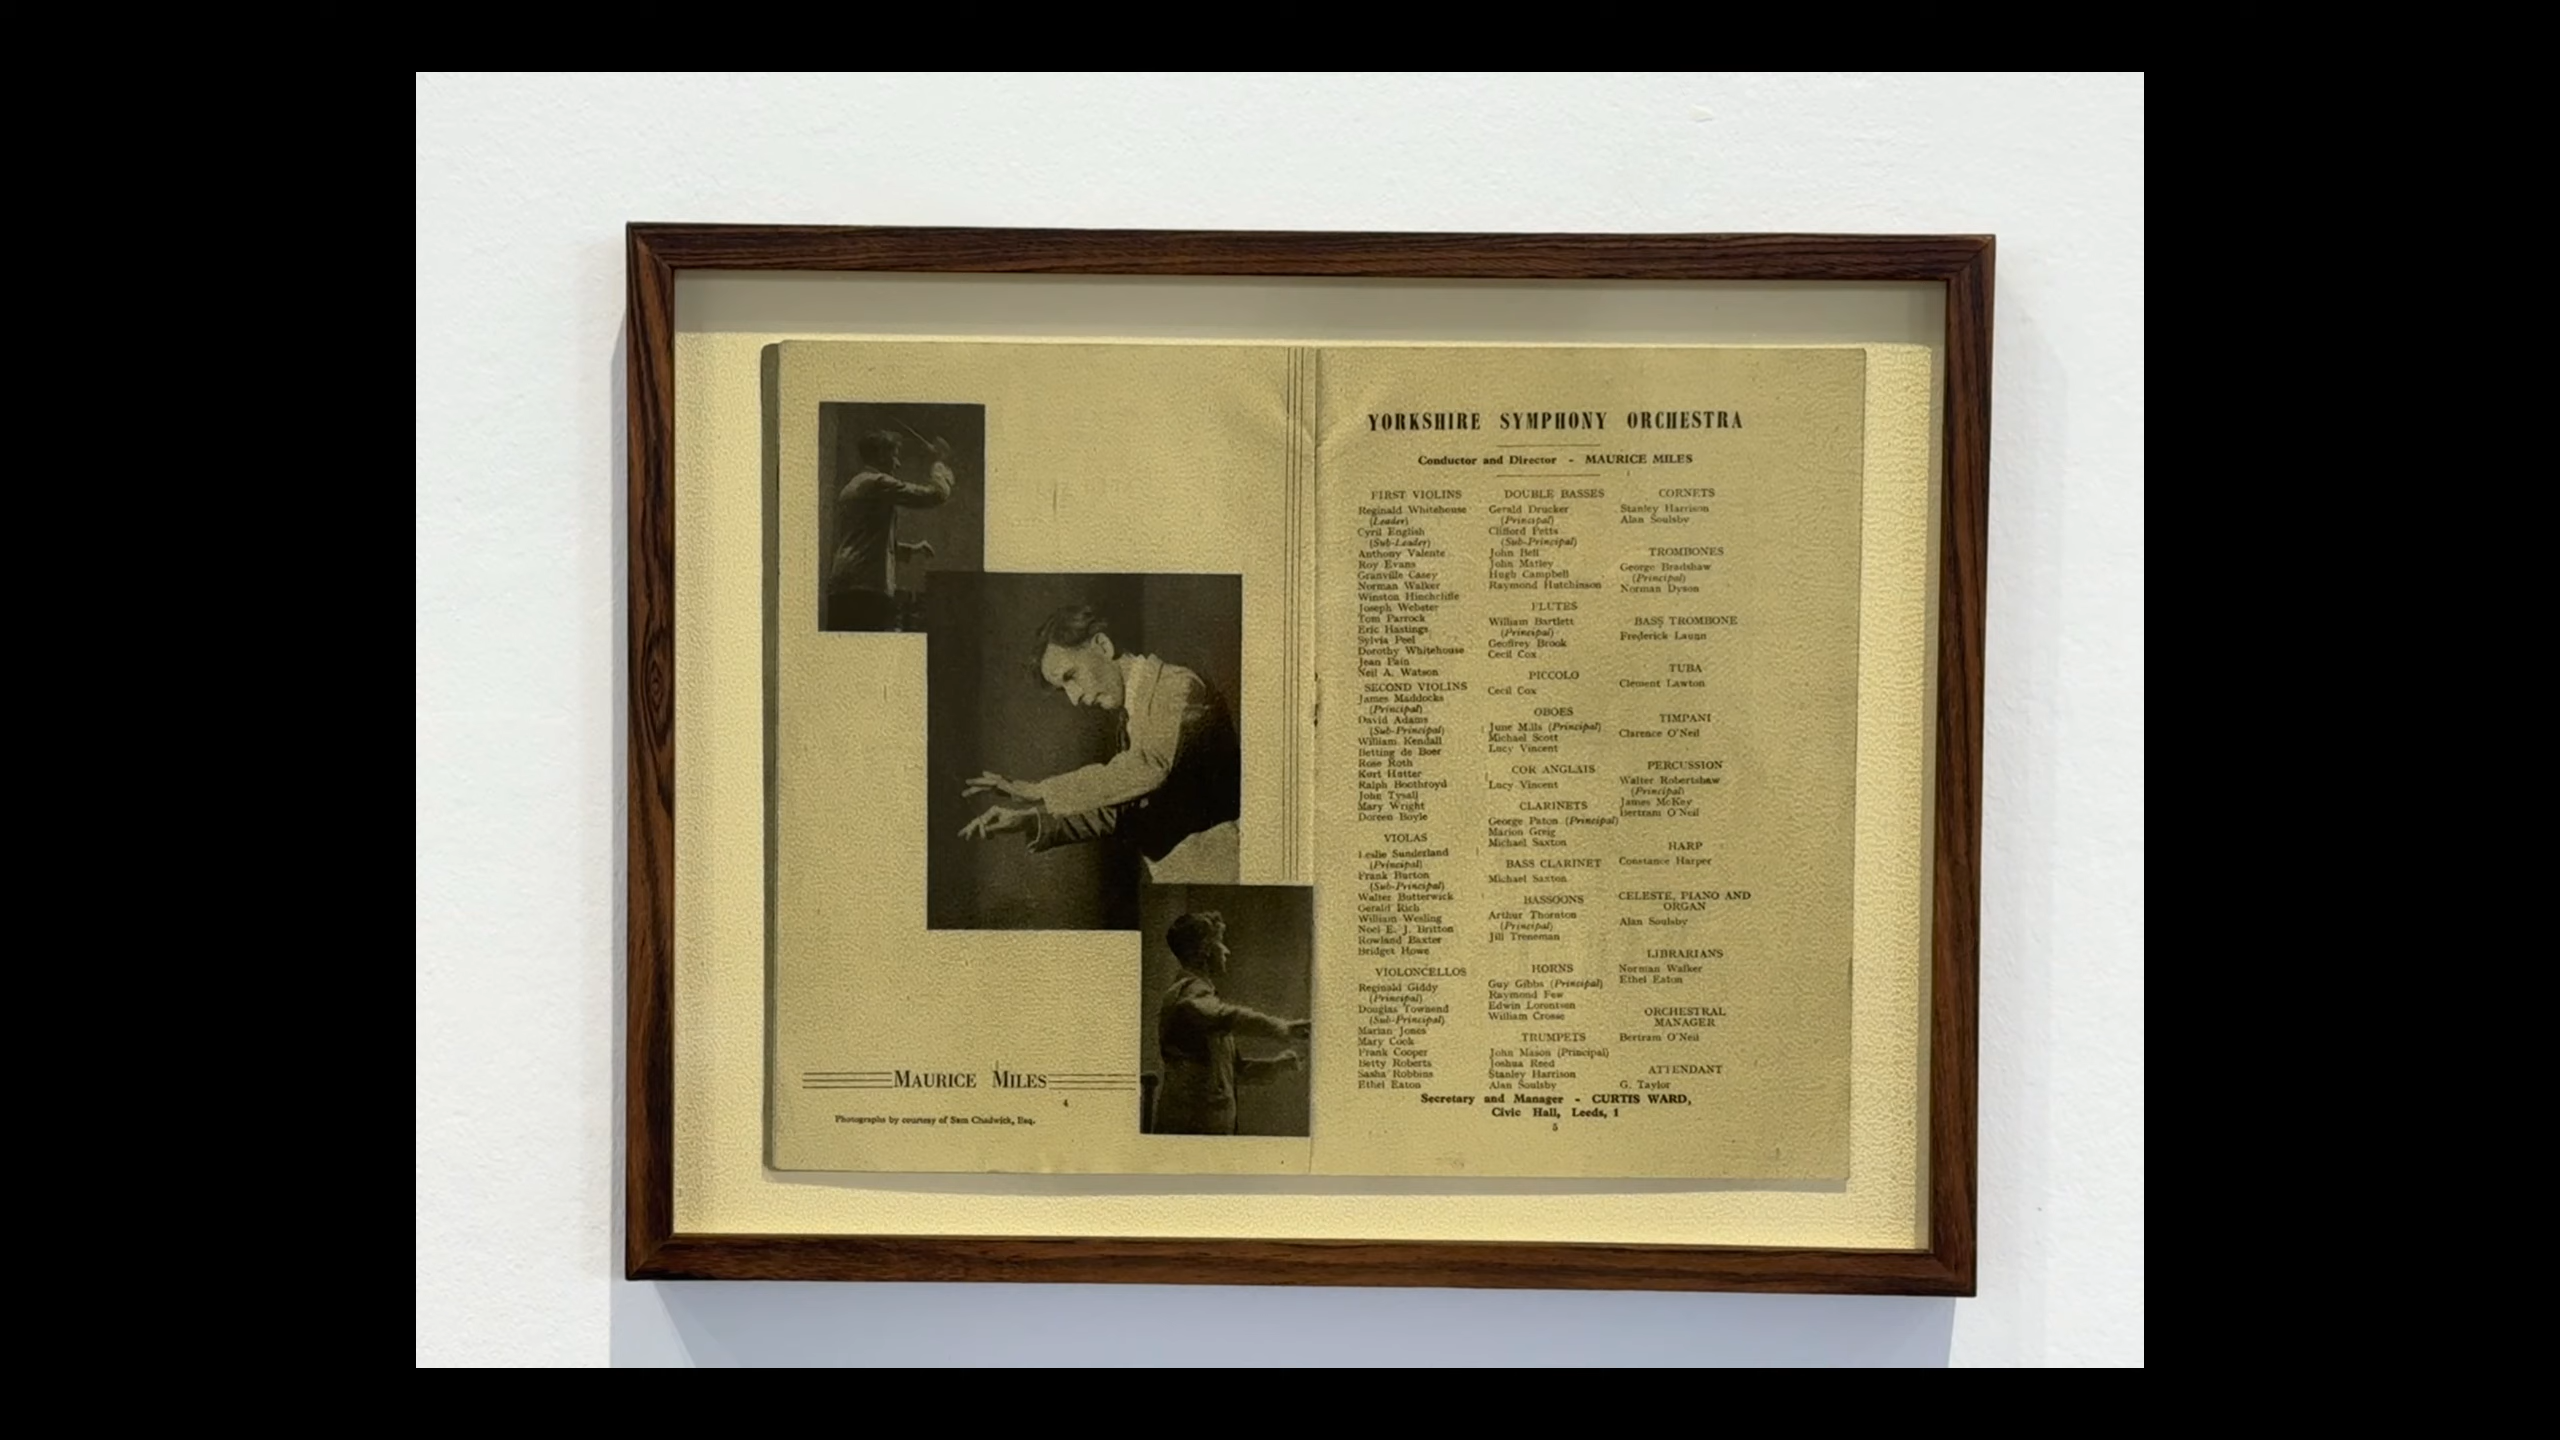 MAURICE MILES
4
Photographs by courtesy of Sam Chadwick, Esq.
YORKSHIRE SYMPHONY ORCHESTRA
Conductor and Director - MAURICE MILES
FIRST VIOLINS
Reginald Whitehouse
(Leader)
Cyril English
(Sub-Leader)
Anthony Valente
Roy Evans
Granville Casey
Norman Walker
Winston Hinchcliffe
Joseph Webster
Tom Parrock
Eric Hastings
Sylvia Peel
Dorothy Whitehouse
Jean Pain
Neil A. Watson
SECOND VIOLINS
James Maddocks
(Principal)
David Adams
(Sub-Principal)
William Kendall
Betting de Boer
Rose Roth
Kurt Hutter
Ralph Boothroyd
John Tysall
Mary Wright
Doreen Boyle
VIOLAS
Leslie Sunderland
(Principal)
Frank Burton
(Sub-Principal)
Walter Butterwick
Gerald Rich
William Wesling
Noel E. J. Britton
Rowland Baxter
Bridget Howe
VIOLONCELLOS
Reginald Giddy
(Principal)
Douglas Townend
(Sub-Principal)
Marian Jones
Mary Cook
Frank Cooper
Betty Roberts
Sasha Robbins
Ethel Eaton
DOUBLE BASSES
Gerald Drucker
(Principal)
Clifford Petts
(Sub-Principal)
John Bell
John Matley
Hugh Campbell
Raymond Hutchinson
FLUTES
William Bartlett
(Principal)
Geoffrey Brook
Cecil Cox
PICCOLO
Cecil Cox
OBOES
June Mills (Principal)
Michael Scott
Lucy Vincent
COR ANGLAIS
Lucy Vincent
CLARINETS
George Paton (Principal)
Marion Greig
Michael Saxton
BASS CLARINET
Michael Saxton
BASSOONS
Arthur Thornton
(Principal)
Jill Treneman
HORNS
Guy Gibbs (Principal)
Raymond Few
Edwin Lorentsen
William Crosse
TRUMPETS
John Mason (Principal)
Joshua Reed
Stanley Harrison
Alan Soulsby
CORNETS
Stanley Harrison
Alan Soulsby
TROMBONES
George Bradshaw
(Principal)
Norman Dyson
BASS TROMBONE
Frederick
TUBA
Clement Lawton
TIMPANI
Clarence O'Neil
PERCUSSION
Walter Robertshaw
(Principal)
James McKey
Bertram O'Neil
HARP
Constance Harper
CELESTE, PIANO AND
ORGAN
Alan Soulsby
LIBRARIANS
Norman Walker
Ethel Eaton
ORCHESTRAL
MANAGER
Bertram O'Neil
ATTENDANT
G. Taylor
Secretary and Manager - CURTIS WARD,
Civic Hall, Leeds, 1
5